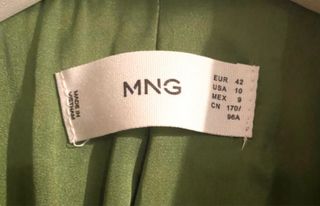 MADE IN
VIETNAM
MNG
EUR 42
USA 10
MEX 9
CN 170/
96A